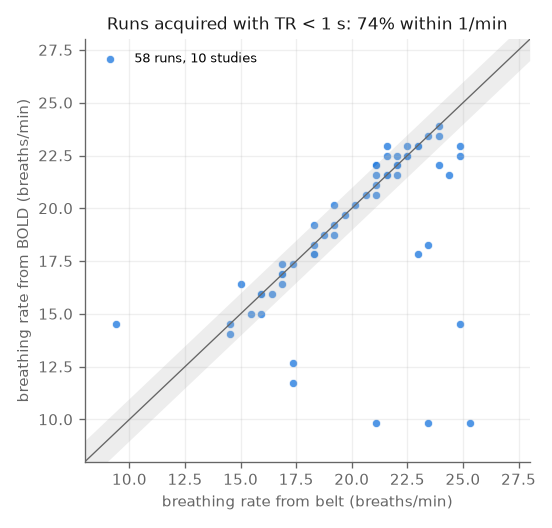 Runs acquired with TR < 1 s: 74% within 1/min
58 runs, 10 studies
breathing rate from BOLD (breaths/min)
27.5
25.0
22.5
20.0
17.5
15.0
12.5
10.0
10.0 12.5 15.0 17.5 20.0 22.5 25.0 27.5
breathing rate from belt (breaths/min)